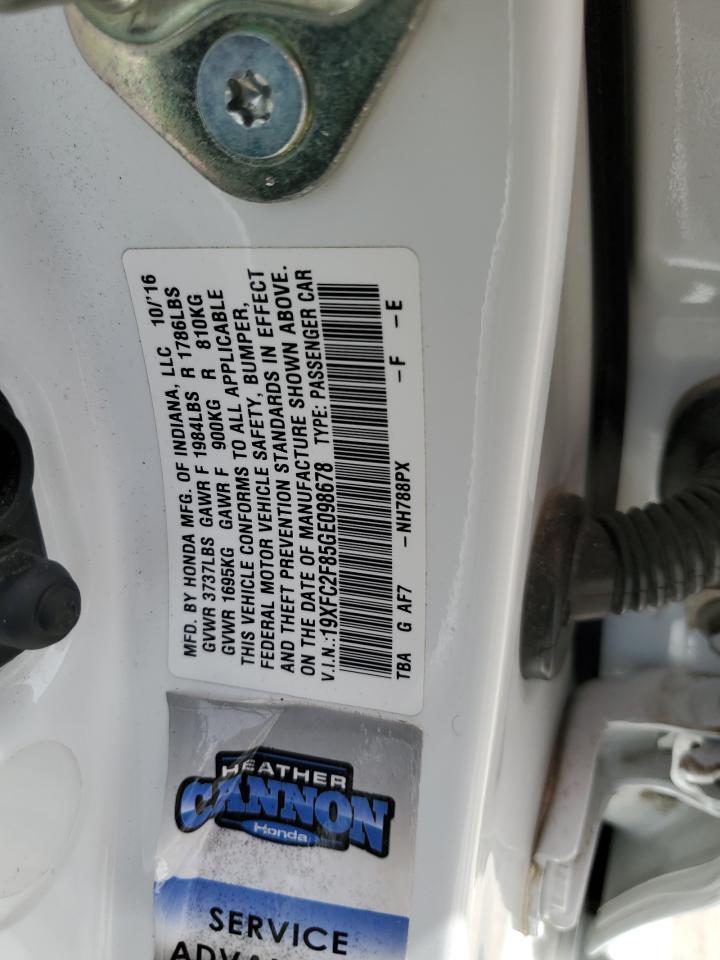 MFD. BY HONDA MFG. OF INDIANA, LLC 10/'16
GVWR 3737LBS GAWR F 1984LBS R 1786LBS
GVWR 1695KG GAWR F 900KG R 810KG
THIS VEHICLE CONFORMS TO ALL APPLICABLE
FEDERAL MOTOR VEHICLE SAFETY, BUMPER,
AND THEFT PREVENTION STANDARDS IN EFFECT
ON THE DATE OF MANUFACTURE SHOWN ABOVE.
V.I.N.:19XFC2F85GE098678 TYPE: PASSENGER CAR
TBA G AF7 -NH788PX -F -E
HEATHER
CANNON
Honda
SERVICE